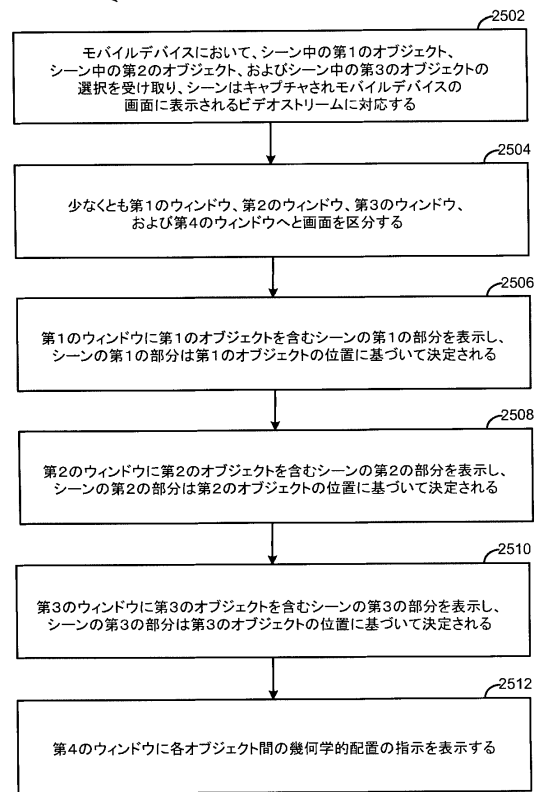 2502
モバイルデバイスにおいて、シーン中の第1のオブジェクト、
シーン中の第2のオブジェクト、およびシーン中の第3のオブジェクトの
選択を受け取り、シーンはキャプチャされモバイルデバイスの
画面に表示されるビデオストリームに対応する
2504
少なくとも第1のウィンドウ、第2のウィンドウ、第3のウィンドウ、
および第4のウィンドウへと画面を区分する
2506
第1のウィンドウに第1のオブジェクトを含むシーンの第1の部分を表示し、
シーンの第1の部分は第1のオブジェクトの位置に基づいて決定される
2508
第2のウィンドウに第2のオブジェクトを含むシーンの第2の部分を表示し、
シーンの第2の部分は第2のオブジェクトの位置に基づいて決定される
2510
第3のウィンドウに第3のオブジェクトを含むシーンの第3の部分を表示し、
シーンの第3の部分は第3のオブジェクトの位置に基づいて決定される
2512
第4のウィンドウに各オブジェクト間の幾何学的配置の指示を表示する